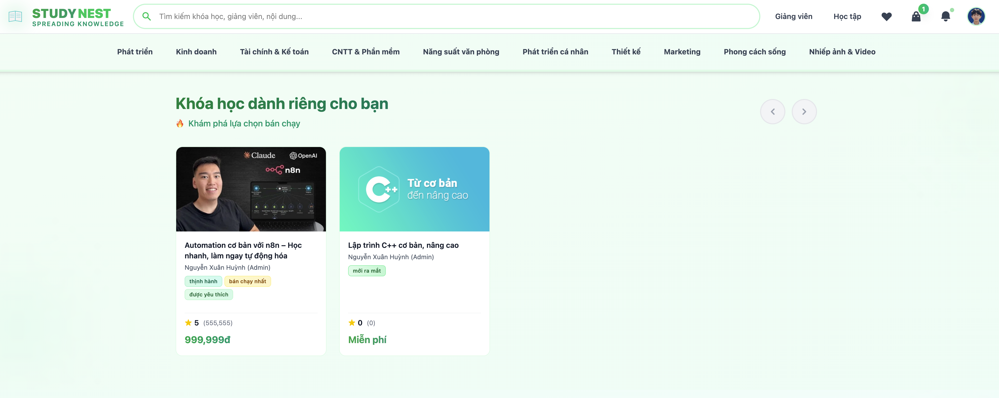 STUDYNEST
SPREADING KNOWLEDGE
Tìm kiếm khóa học, giảng viên, nội dung...
Giảng viên
Học tập
1
Phát triển
Kinh doanh
Tài chính & Kế toán
CNTT & Phần mềm
Năng suất văn phòng
Phát triển cá nhân
Thiết kế
Marketing
Phong cách sống
Nhiếp ảnh & Video
Khóa học dành riêng cho bạn
Khám phá lựa chọn bán chạy
Claude
OpenAI
n8n
Automation cơ bản với n8n – Học
nhanh, làm ngay tự động hóa
Nguyễn Xuân Huỳnh (Admin)
thịnh hành
bán chạy nhất
được yêu thích
5 (555,555)
999,999đ
C++
Từ cơ bản
đến nâng cao
Lập trình C++ cơ bản, nâng cao
Nguyễn Xuân Huỳnh (Admin)
mới ra mắt
0 (0)
Miễn phí